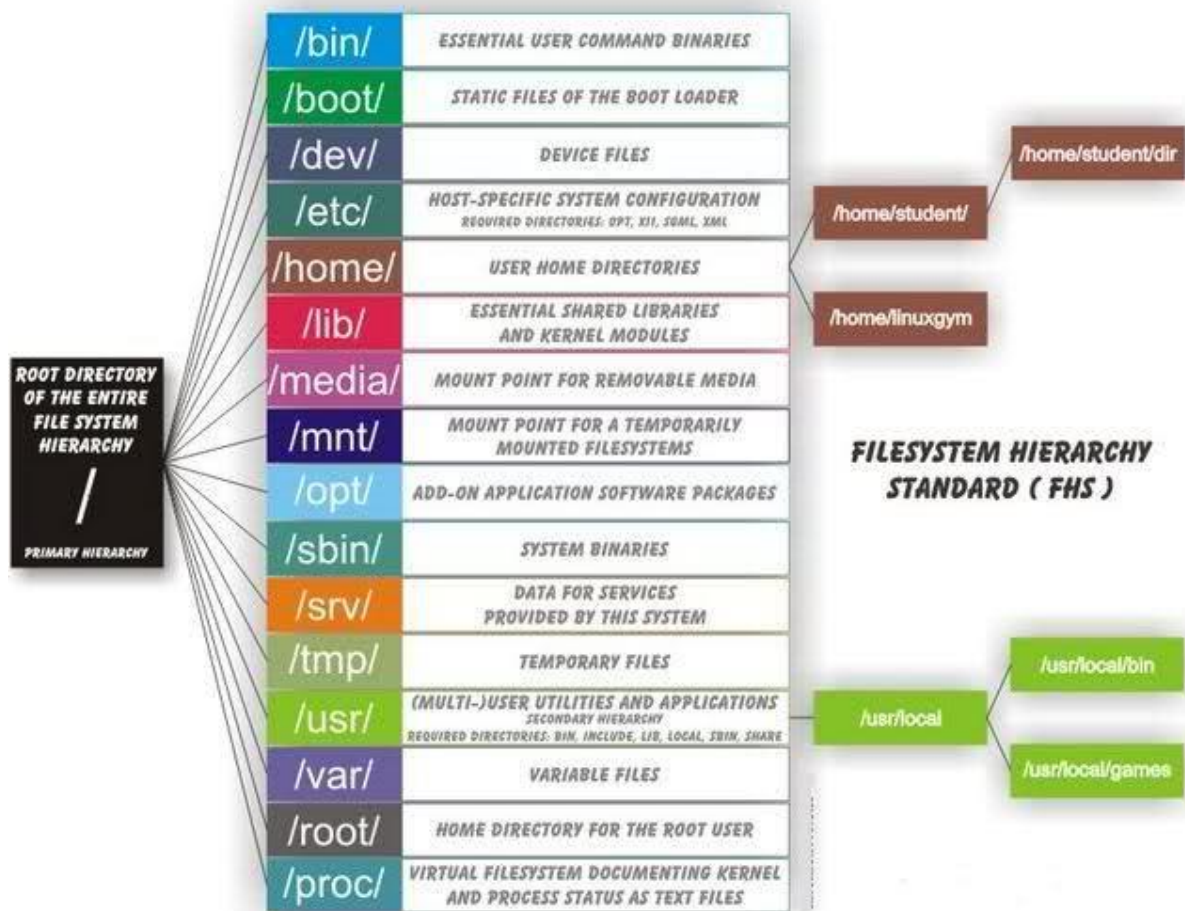 /bin/
ESSENTIAL USER COMMAND BINARIES
/boot/
STATIC FILES OF THE BOOT LOADER
/dev/
DEVICE FILES
/etc/
HOST-SPECIFIC SYSTEM CONFIGURATION
REQUIRED DIRECTORIES: OPT, XII, SGML, XML
/home/
USER HOME DIRECTORIES
/home/student/
/home/student/dir
/home/linuxgym
/lib/
ESSENTIAL SHARED LIBRARIES
AND KERNEL MODULES
ROOT DIRECTORY
OF THE ENTIRE
FILE SYSTEM
HIERARCHY
/
PRIMARY HIERARCHY
/media/
MOUNT POINT FOR REMOVABLE MEDIA
/mnt/
MOUNT POINT FOR A TEMPORARILY
MOUNTED FILESYSTEMS
FILESYSTEM HIERARCHY
STANDARD ( FHS )
/opt/
ADD-ON APPLICATION SOFTWARE PACKAGES
/sbin/
SYSTEM BINARIES
/srv/
DATA FOR SERVICES
PROVIDED BY THIS SYSTEM
/tmp/
TEMPORARY FILES
/usr/
(MULTI-)USER UTILITIES AND APPLICATIONS
SECONDARY HIERARCHY
REQUIRED DIRECTORIES: BIN, INCLUDE, LIB, LOCAL, SBIN, SHARE
/usr/local
/usr/local/bin
/usr/local/games
/var/
VARIABLE FILES
/root/
HOME DIRECTORY FOR THE ROOT USER
/proc/
VIRTUAL FILESYSTEM DOCUMENTING KERNEL
AND PROCESS STATUS AS TEXT FILES